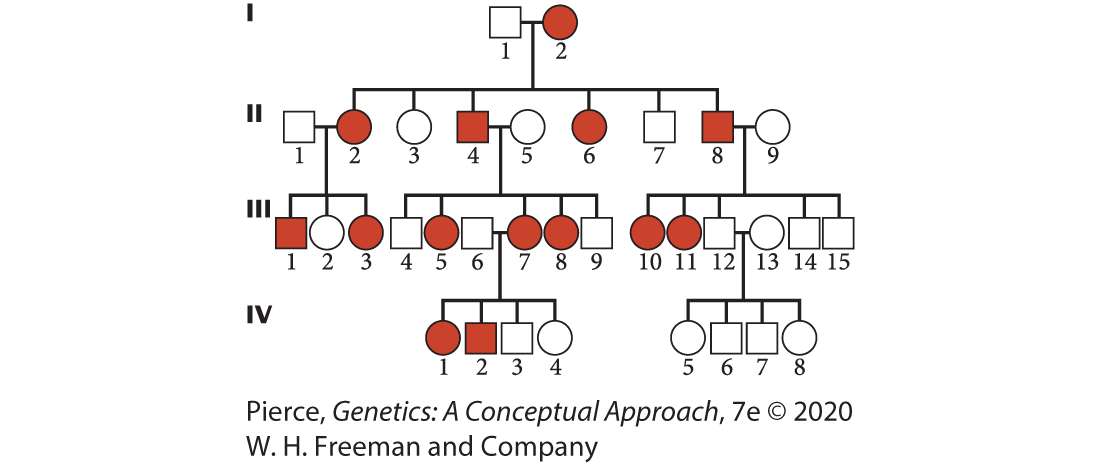 I
1 2
II
1 2 3 4 5 6 7 8 9
III
1 2 3 4 5 6 7 8 9 10 11 12 13 14 15
IV
1 2 3 4 5 6 7 8
Pierce, Genetics: A Conceptual Approach, 7e © 2020
W. H. Freeman and Company